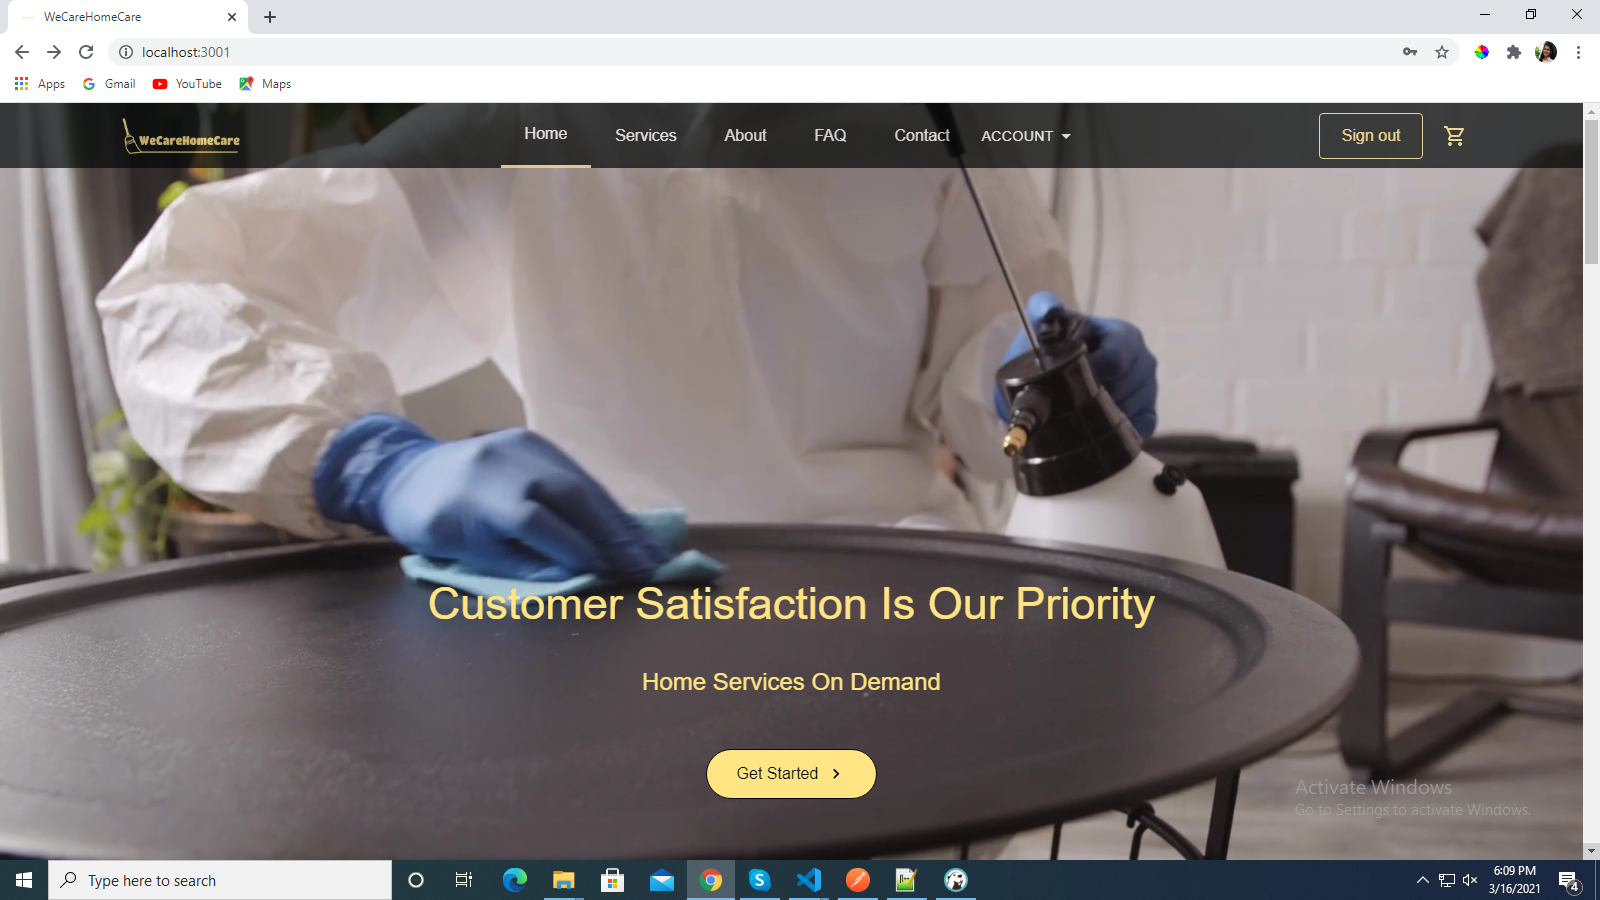 WeCareHomeCare
localhost:3001
Apps
Gmail
YouTube
Maps
WeCareHomeCare
Home
Services
About
FAQ
Contact
ACCOUNT
Sign out
Customer Satisfaction Is Our Priority
Home Services On Demand
Get Started
Activate Windows
Go to Settings to activate Windows.
Type here to search
6:09 PM
3/16/2021
4